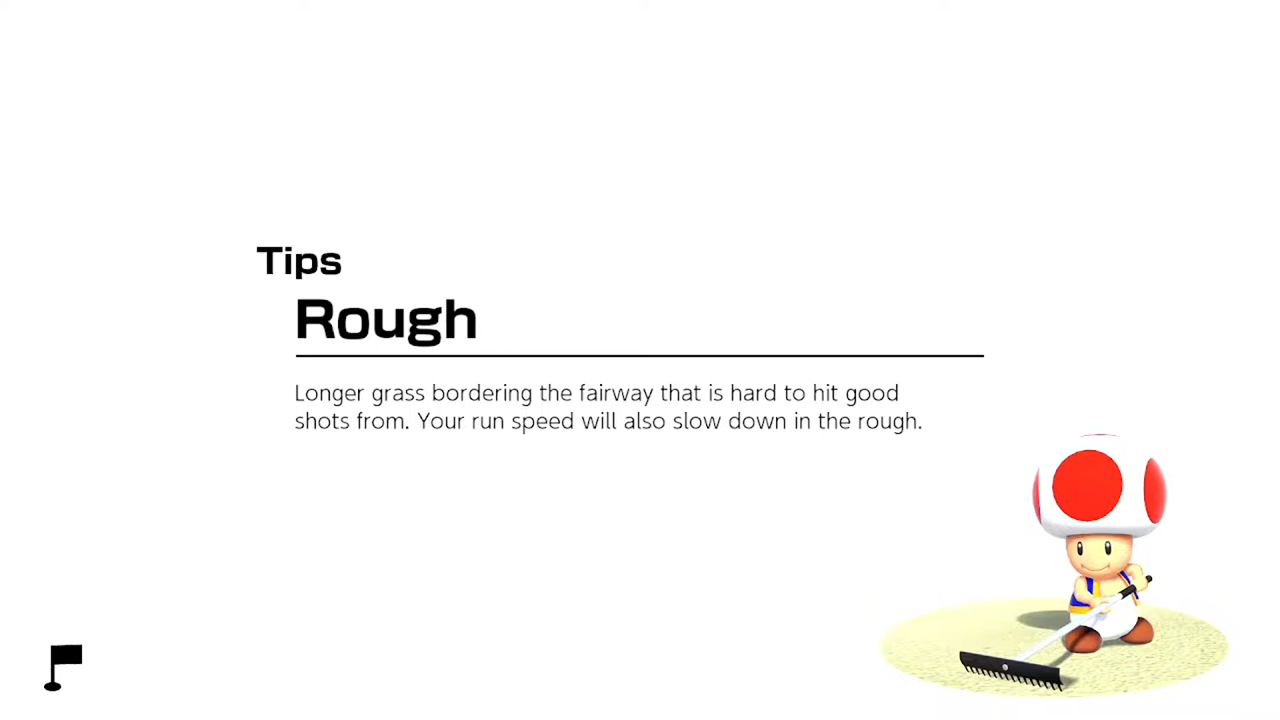 Tips
Rough
Longer grass bordering the fairway that is hard to hit good
shots from. Your run speed will also slow down in the rough.